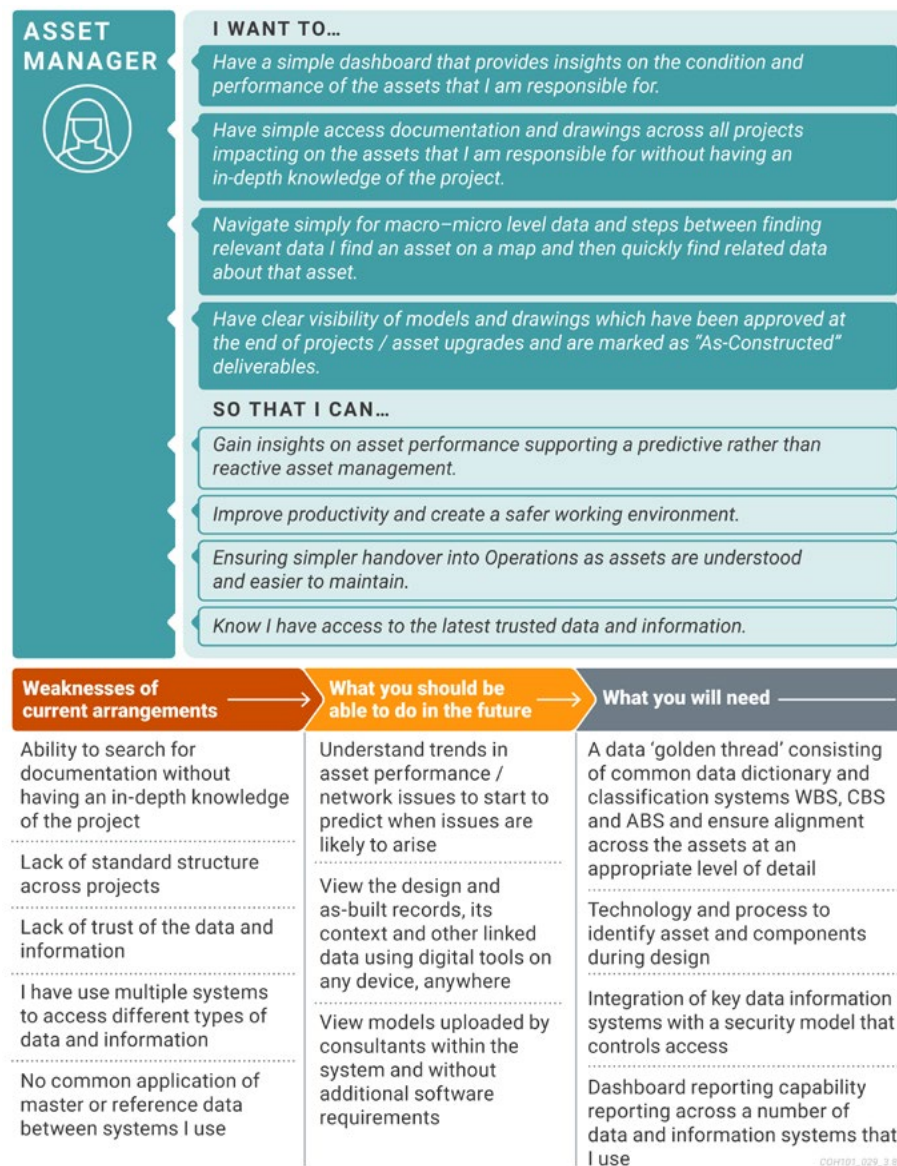 ASSET
MANAGER
I WANT TO…
Have a simple dashboard that provides insights on the condition and
performance of the assets that I am responsible for.
Have simple access documentation and drawings across all projects
impacting on the assets that I am responsible for without having an
in-depth knowledge of the project.
Navigate simply for macro–micro level data and steps between finding
relevant data I find an asset on a map and then quickly find related data
about that asset.
Have clear visibility of models and drawings which have been approved at
the end of projects / asset upgrades and are marked as “As-Constructed”
deliverables.
SO THAT I CAN…
Gain insights on asset performance supporting a predictive rather than
reactive asset management.
Improve productivity and create a safer working environment.
Ensuring simpler handover into Operations as assets are understood
and easier to maintain.
Know I have access to the latest trusted data and information.
Weaknesses of
current arrangements
Ability to search for
documentation without
having an in-depth knowledge
of the project
Lack of standard structure
across projects
Lack of trust of the data and
information
I have use multiple systems
to access different types of
data and information
No common application of
master or reference data
between systems I use
What you should be
able to do in the future
Understand trends in
asset performance /
network issues to start to
predict when issues are
likely to arise
View the design and
as-built records, its
context and other linked
data using digital tools on
any device, anywhere
View models uploaded by
consultants within the
system and without
additional software
requirements
What you will need
A data ‘golden thread’ consisting
of common data dictionary and
classification systems WBS, CBS
and ABS and ensure alignment
across the assets at an
appropriate level of detail
Technology and process to
identify asset and components
during design
Integration of key data information
systems with a security model that
controls access
Dashboard reporting capability
reporting across a number of
data and information systems that
I use
COH101_029_3.8